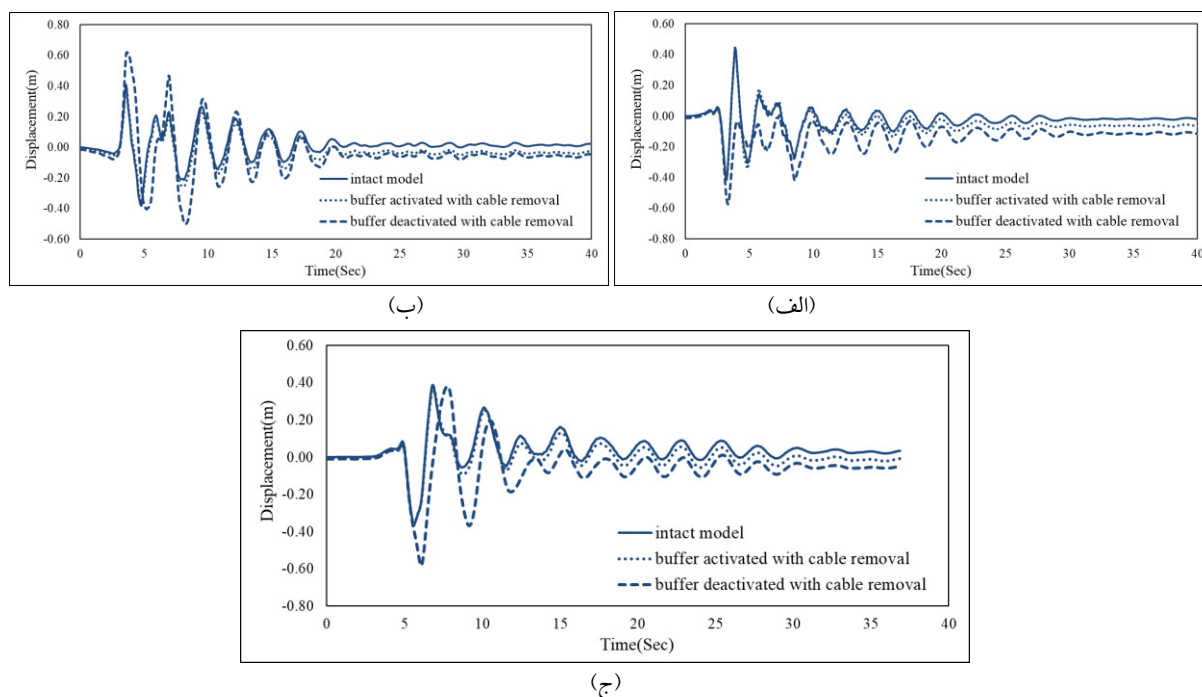 0.80
0.60
0.40
0.20
0.00
-0.20
-0.40
-0.60
Displacement(m)
intact model
buffer activated with cable removal
buffer deactivated with cable removal
0 5 10 15 20 25 30 35 40
Time(Sec)
(ب)
0.60
0.40
0.20
0.00
-0.20
-0.40
-0.60
-0.80
Displacement(m)
intact model
buffer activated with cable removal
buffer deactivated with cable removal
0 5 10 15 20 25 30 35 40
Time(Sec)
(الف)
0.60
0.40
0.20
0.00
-0.20
-0.40
-0.60
-0.80
Displacement(m)
intact model
buffer activated with cable removal
buffer deactivated with cable removal
0 5 10 15 20 25 30 35 40
Time(Sec)
(ج)